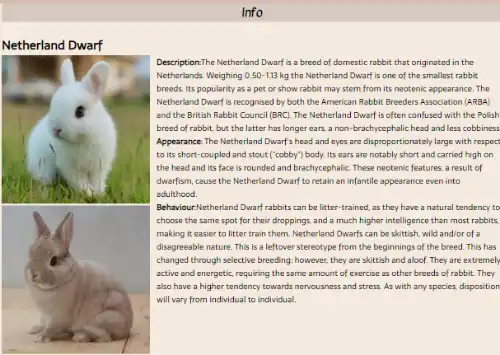 Info
Netherland Dwarf
Description:The Netherland Dwarf is a breed of domestic rabbit that originated in the
Netherlands. Weighing 0.50-1.13 kg the Netherland Dwarf is one of the smallest rabbit
breeds. Its popularity as a pet or show rabbit may stem from its neotenic appearance. The
Netherland Dwarf is recognised by both the American Rabbit Breeders Association (ARBA)
and the British Rabbit Council (BRC). The Netherland Dwarf is often confused with the Polish
breed of rabbit, but the latter has longer ears, a non-brachycephalic head and less cobbiness.
Appearance: The Netherland Dwarf's head and eyes are disproportionately large with respect
to its short-coupled and stout ("cobby") body. Its ears are notably short and carried high on
the head and its face is rounded and brachycephalic. These neotenic features, a result of
dwarfism, cause the Netherland Dwarf to retain an infantile appearance even into
adulthood.
Behaviour:Netherland Dwarf rabbits can be litter-trained, as they have a natural tendency to
choose the same spot for their droppings, and a much higher intelligence than most rabbits,
making it easier to litter train them. Netherland Dwarfs can be skittish, wild and/or of a
disagreeable nature. This is a leftover stereotype from the beginnings of the breed. This has
changed through selective breeding; however, they are skittish and aloof. They are extremely
active and energetic, requiring the same amount of exercise as other breeds of rabbit. They
also have a higher tendency towards nervousness and stress. As with any species, disposition
will vary from individual to individual.